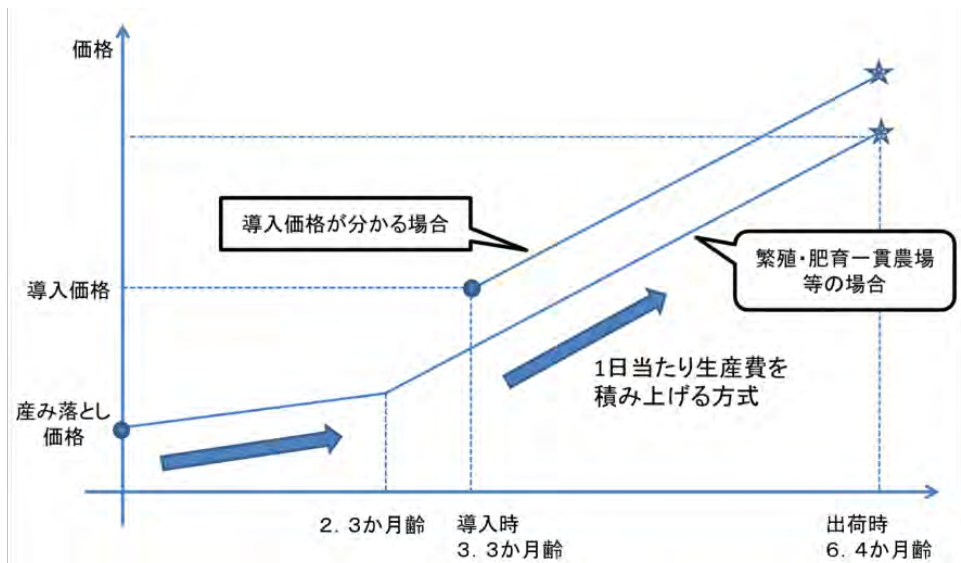 価格
導入価格が分かる場合
繁殖・肥育一貫農場
等の場合
導入価格
1日当たり生産費を
積み上げる方式
産み落とし
価格
2．3か月齢
導入時
3．3か月齢
出荷時
6．4か月齢